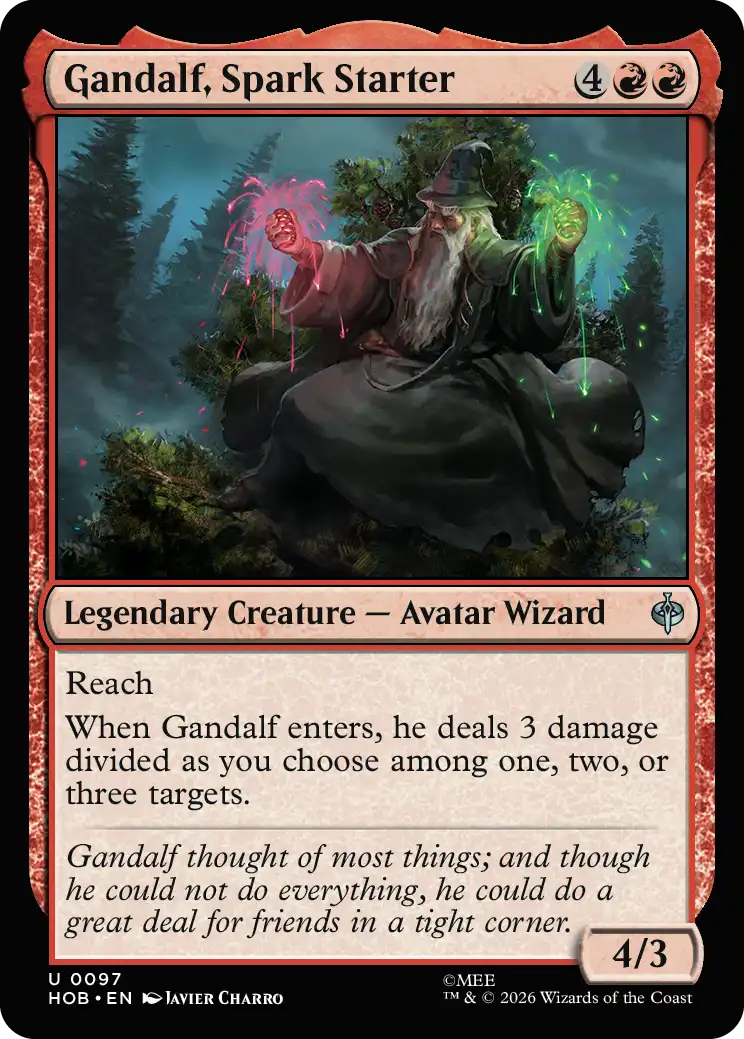 Gandalf, Spark Starter 4
Legendary Creature — Avatar Wizard
Reach
When Gandalf enters, he deals 3 damage
divided as you choose among one, two, or
three targets.
Gandalf thought of most things; and though
he could not do everything, he could do a
great deal for friends in a tight corner.
4/3
U 0097
HOB • EN Javier Charro
©MEE
™ & © 2026 Wizards of the Coast